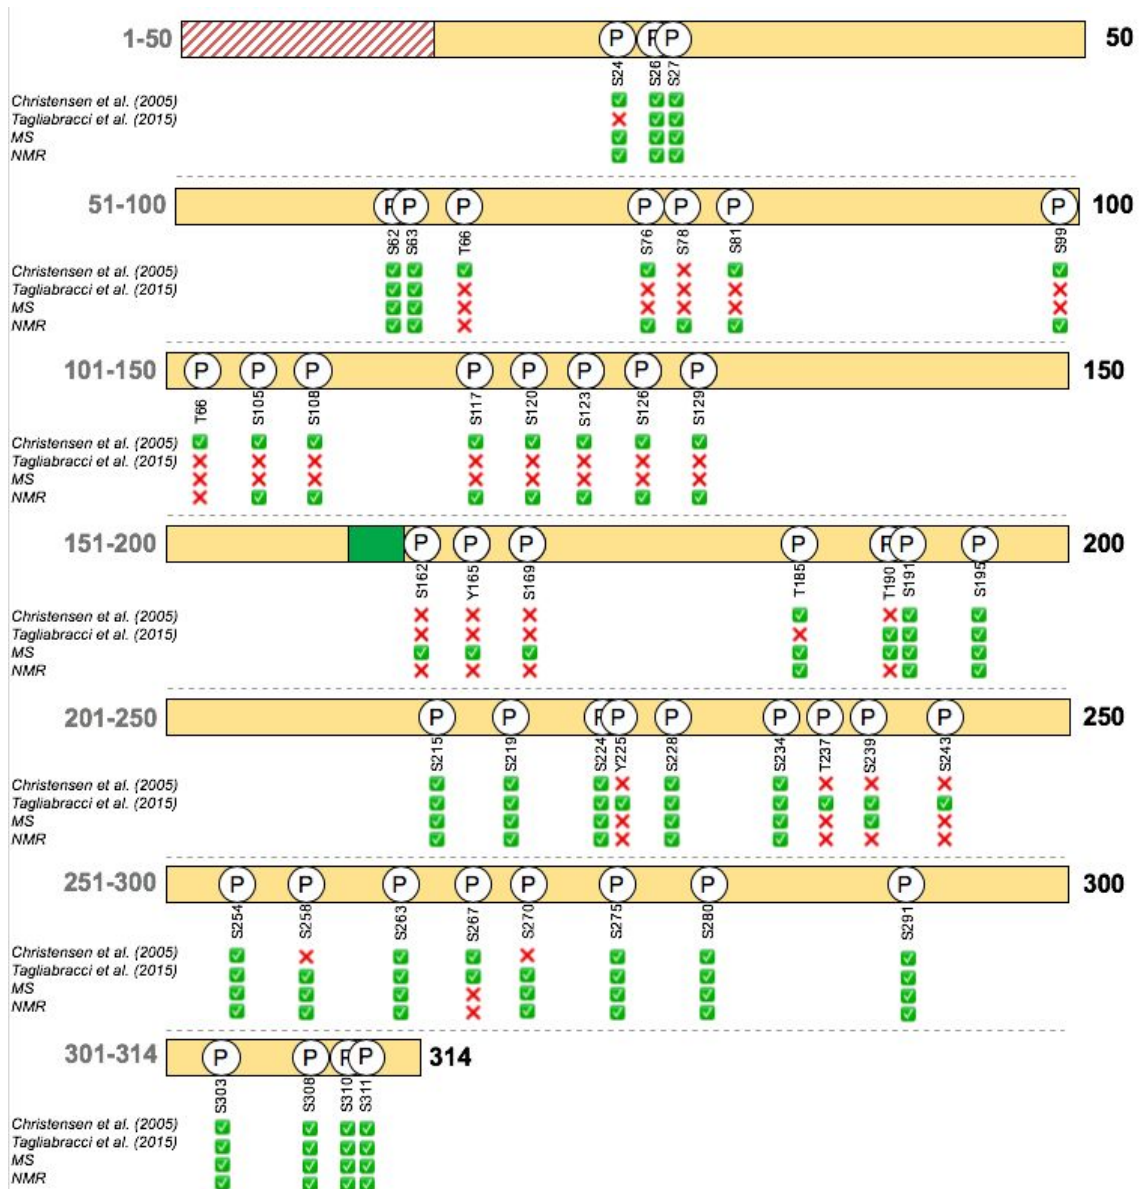 1-50 P P P 50
S24 S26 S27
Christensen et al. (2005)
Tagliabracci et al. (2015)
MS
NMR
51-100 P P P P P P P 100
S62 S63 T66 S76 S78 S81 S99
Christensen et al. (2005)
Tagliabracci et al. (2015)
MS
NMR
101-150 P P P P P P P P 150
T66 S105 S108 S117 S120 S123 S126 S129
Christensen et al. (2005)
Tagliabracci et al. (2015)
MS
NMR
151-200 P P P P P P P 200
S162 Y165 S169 T185 T190 S191 S195
Christensen et al. (2005)
Tagliabracci et al. (2015)
MS
NMR
201-250 P P P P P P P P P 250
S215 S219 S224 Y225 S228 S234 T237 S239 S243
Christensen et al. (2005)
Tagliabracci et al. (2015)
MS
NMR
251-300 P P P P P P P P 300
S254 S258 S263 S267 S270 S275 S280 S291
Christensen et al. (2005)
Tagliabracci et al. (2015)
MS
NMR
301-314 P P P P 314
S303 S308 S310 S311
Christensen et al. (2005)
Tagliabracci et al. (2015)
MS
NMR